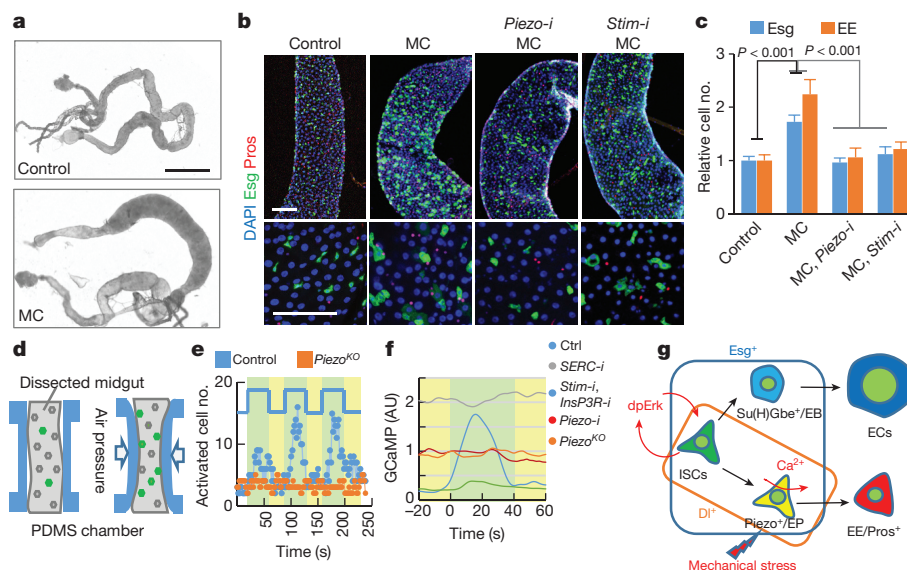 a
Control
MC
b
Control
MC
Piezo-i
MC
Stim-i
MC
DAPI Esg Pros
c
Esg
EE
P < 0.001
P < 0.001
Relative cell no.
3
2
1
0
Control
MC
MC, Piezo-i
MC, Stim-i
d
Dissected midgut
Air pressure
PDMS chamber
e
Control
PiezoKO
Activated cell no.
20
15
10
5
0
0 50 100 150 200 250
Time (s)
f
GCaMP (AU)
2
1
0
−20 0 20 40 60
Time (s)
Ctrl
SERC-i
Stim-i,
InsP3R-i
Piezo-i
PiezoKO
g
Esg+
dpErk
Su(H)Gbe+/EB
ECs
ISCs
Ca2+
Dl+
Piezo+/EP
EE/Pros+
Mechanical stress